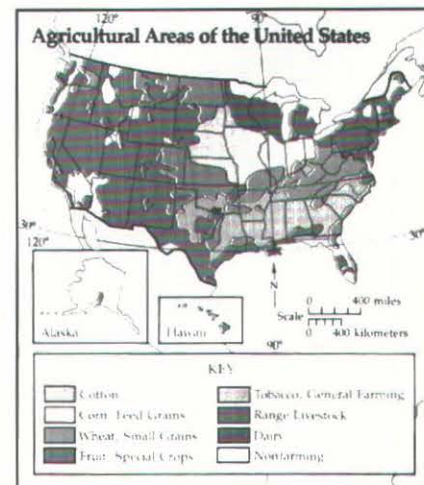 120°
90°
Agricultural Areas of the United States
30°
120°
30°
N
Scale
0 400 miles
0 400 kilometers
Alaska
Hawaii
90°
KEY
Cotton
Tobacco, General Farming
Corn, Feed Grains
Range Livestock
Wheat, Small Grains
Dairy
Fruit, Special Crops
Nonfarming